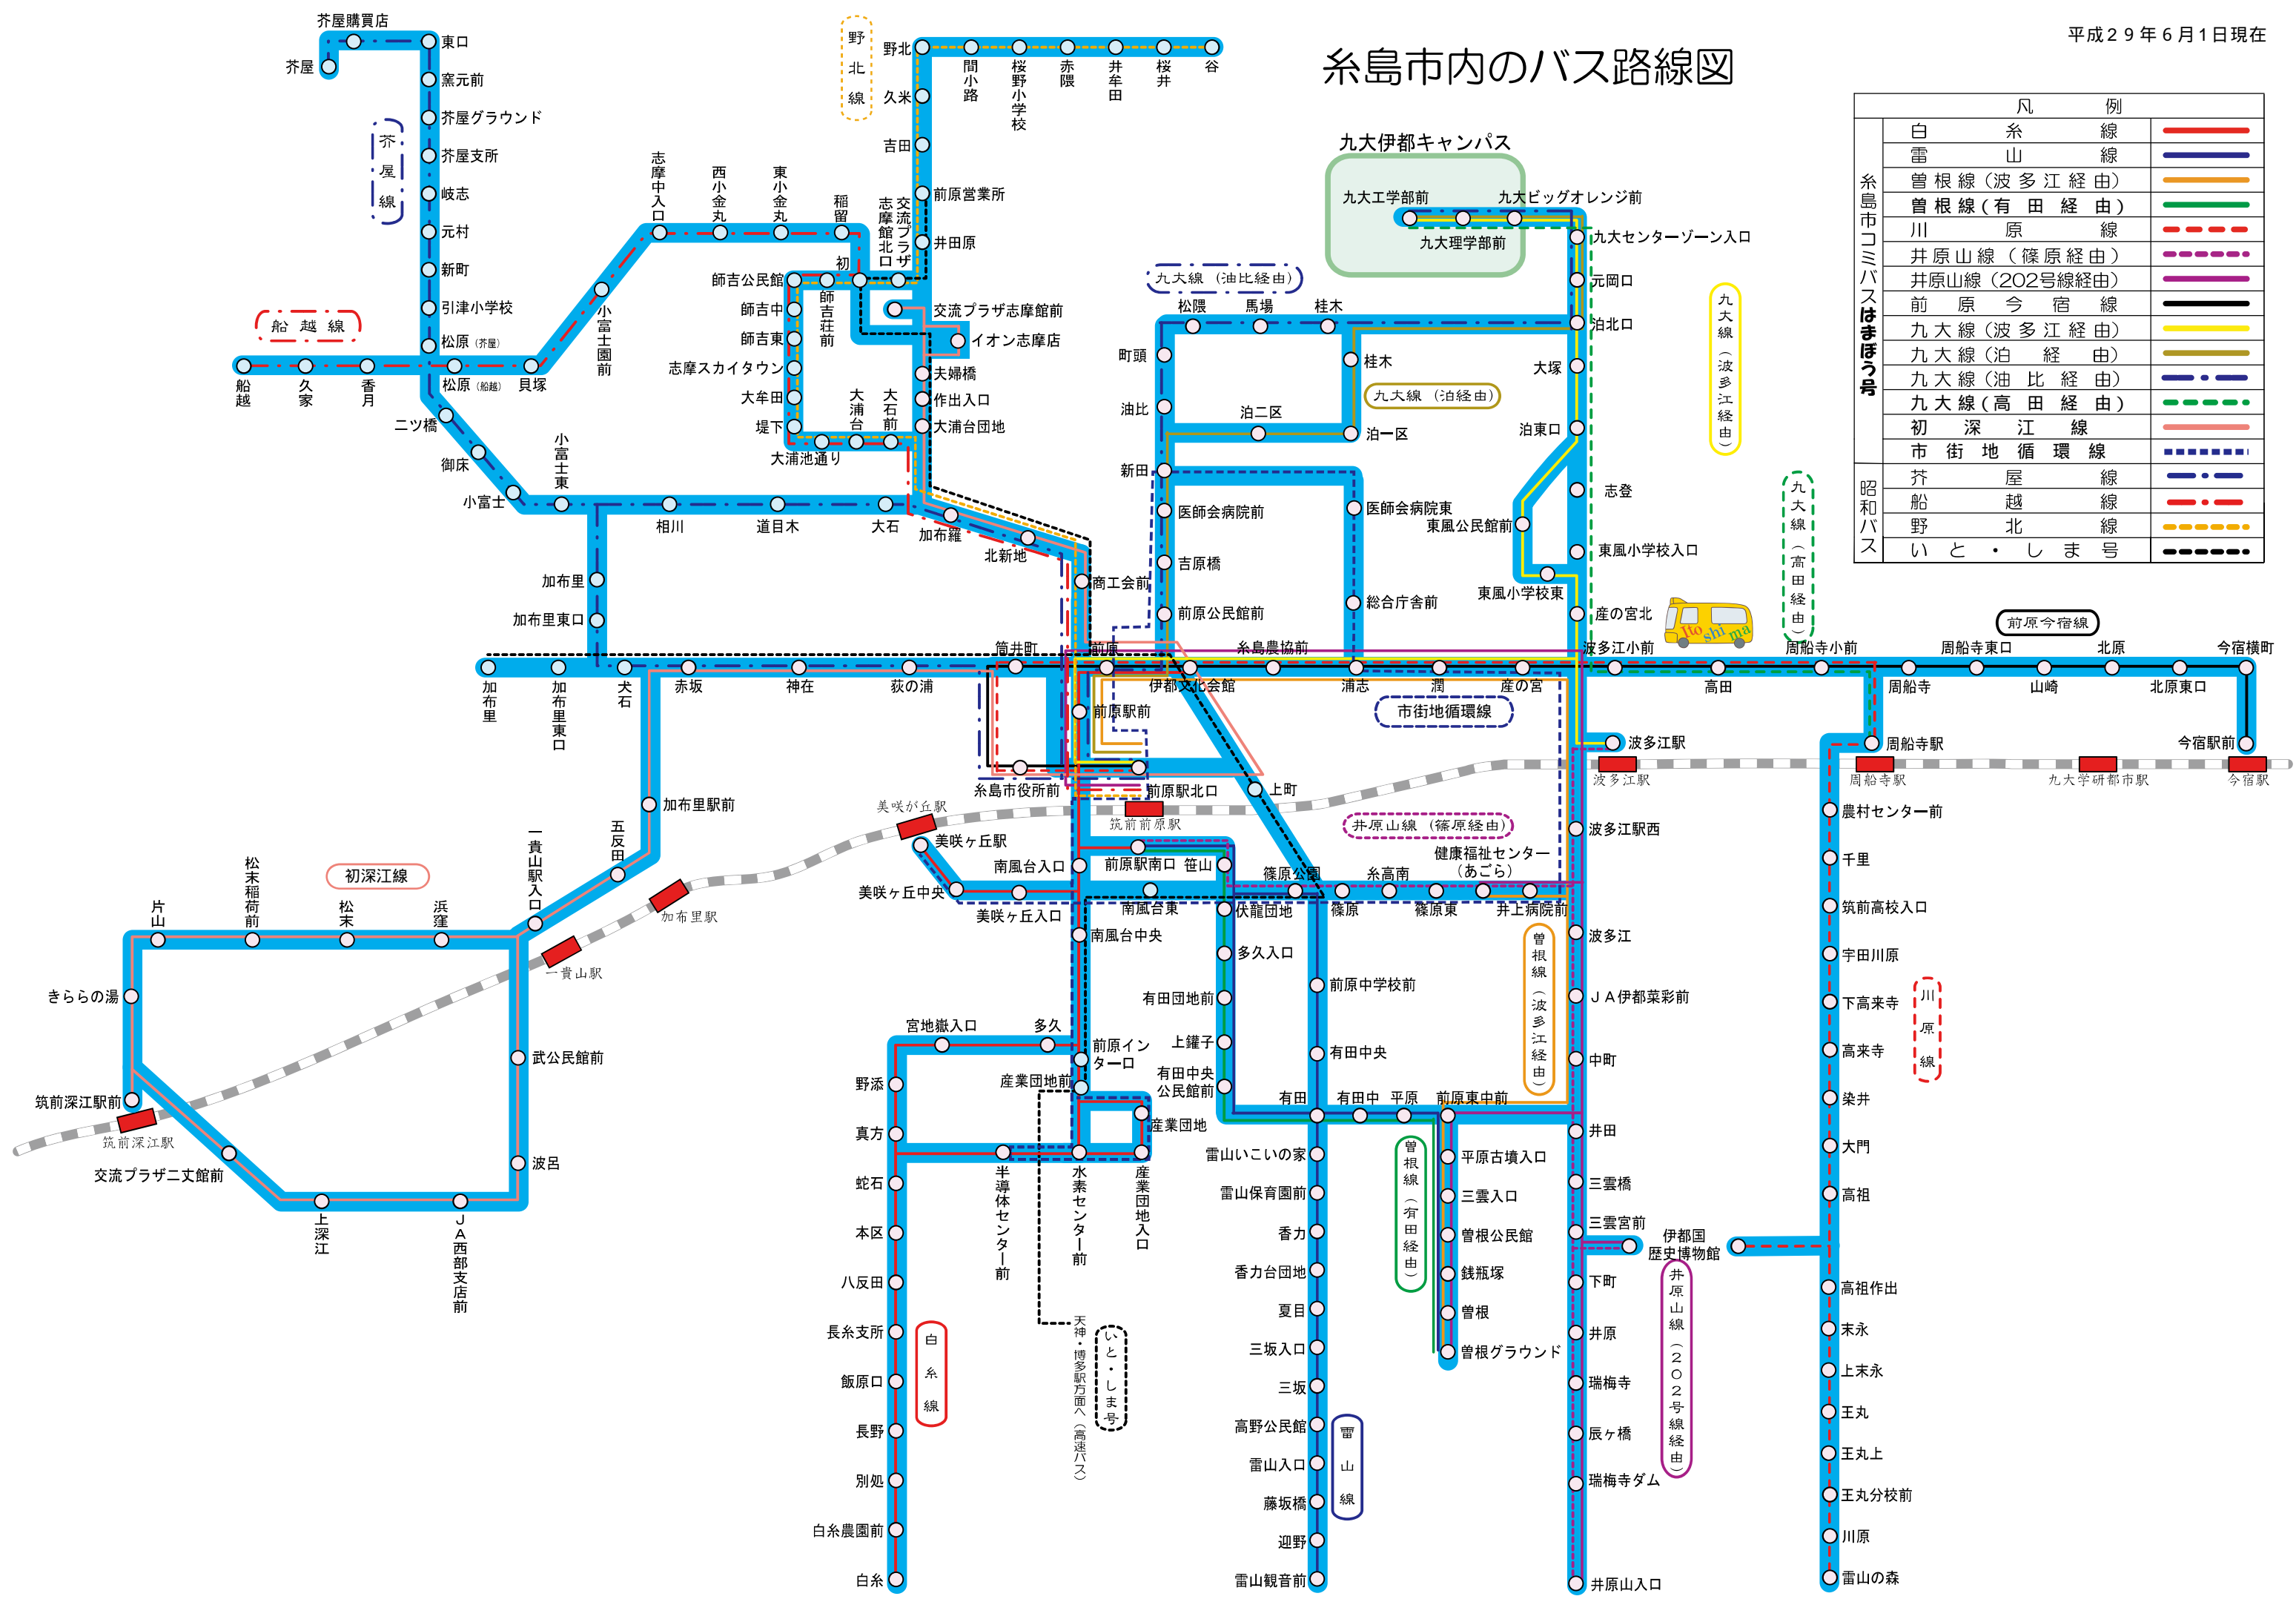 糸島市内のバス路線図
平成29年6月1日現在
凡 例
糸島市コミバスはまぼう号
白糸線
雷山線
曽根線(波多江経由)
曽根線(有田経由)
川原線
井原山線(篠原経由)
井原山線(202号線経由)
前原今宿線
九大線(波多江経由)
九大線(泊経由)
九大線(油比経由)
九大線(高田経由)
初深江線
市街地循環線
昭和バス
芥屋線
船越線
野北線
いと・しま号
芥屋購買店
芥屋
東口
窯元前
芥屋グラウンド
芥屋支所
岐志
元村
新町
引津小学校
松原(芥屋)
芥屋線
船越線
船越
久家
香月
松原(船越)
貝塚
小富士園前
志摩中入口
西小金丸
東小金丸
稲留
初
二ツ橋
御床
小富士
小富士東
相川
道目木
大石
加布羅
北新地
野北線
野北
間小路
桜野小学校
赤隈
井牟田
桜井
谷
久米
吉田
前原営業所
井田原
志摩館北口
交流プラザ
師吉公民館
師吉荘前
師吉中
師吉東
志摩スカイタウン
大牟田
堤下
大浦池通り
大浦台
大石前
交流プラザ志摩館前
イオン志摩店
夫婦橋
作出入口
大浦台団地
商工会前
加布里
加布里東口
加布里
加布里東口
犬石
赤坂
神在
荻の浦
筒井町
前原
伊都文化会館
糸島農協前
浦志
潤
産の宮
波多江小前
高田
周船寺小前
周船寺
周船寺東口
山崎
北原
北原東口
今宿横町
今宿駅前
前原今宿線
九大伊都キャンパス
九大工学部前
九大ビッグオレンジ前
九大理学部前
九大センターゾーン入口
元岡口
泊北口
大塚
泊東口
志登
東風公民館前
東風小学校入口
東風小学校東
産の宮北
九大線(油比経由)
松隈
馬場
桂木
町頭
油比
桂木
九大線(泊経由)
泊二区
泊一区
新田
医師会病院前
吉原橋
前原公民館前
医師会病院東
総合庁舎前
九大線(波多江経由)
九大線(高田経由)
Ito
shi
ma
市街地循環線
前原駅前
糸島市役所前
前原駅北口
上町
波多江駅
波多江駅
周船寺駅
周船寺駅
九大学研都市駅
今宿駅
筑前前原駅
美咲が丘駅
加布里駅
一貴山駅
筑前深江駅
加布里駅前
五反田
一貴山駅入口
初深江線
片山
松末稲荷前
松末
浜窪
きららの湯
筑前深江駅前
交流プラザ二丈館前
上深江
JA西部支店前
波呂
武公民館前
美咲ヶ丘駅
美咲ヶ丘中央
美咲ヶ丘入口
南風台入口
前原駅南口
笹山
南風台東
南風台中央
井原山線(篠原経由)
篠原公園
糸高南
健康福祉センター
(あごら)
篠原
篠原東
井上病院前
伏龍団地
多久入口
有田団地前
上鑵子
有田中央
公民館前
前原中学校前
有田中央
有田
有田中
平原
前原東中前
宮地嶽入口
多久
前原イン
ター口
産業団地前
産業団地
産業団地入口
水素センター前
半導体センター前
野添
真方
蛇石
本区
八反田
長糸支所
飯原口
長野
別処
白糸農園前
白糸
白糸線
いと・しま号
天神・博多駅方面へ(高速バス)
雷山いこいの家
雷山保育園前
香力
香力台団地
夏目
三坂入口
三坂
高野公民館
雷山入口
藤坂橋
迎野
雷山観音前
雷山線
曽根線(有田経由)
平原古墳入口
三雲入口
曽根公民館
銭瓶塚
曽根
曽根グラウンド
曽根線(波多江経由)
波多江駅西
波多江
JA伊都菜彩前
中町
井田
三雲橋
三雲宮前
伊都国
歴史博物館
下町
井原
瑞梅寺
辰ヶ橋
瑞梅寺ダム
井原山入口
井原山線(202号線経由)
農村センター前
千里
筑前高校入口
宇田川原
下高来寺
高来寺
染井
大門
高祖
高祖作出
末永
上末永
王丸
王丸上
王丸分校前
川原
雷山の森
川原線